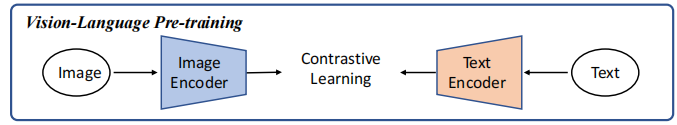 Vision-Language Pre-training
Image
Image
Encoder
Contrastive
Learning
Text
Encoder
Text